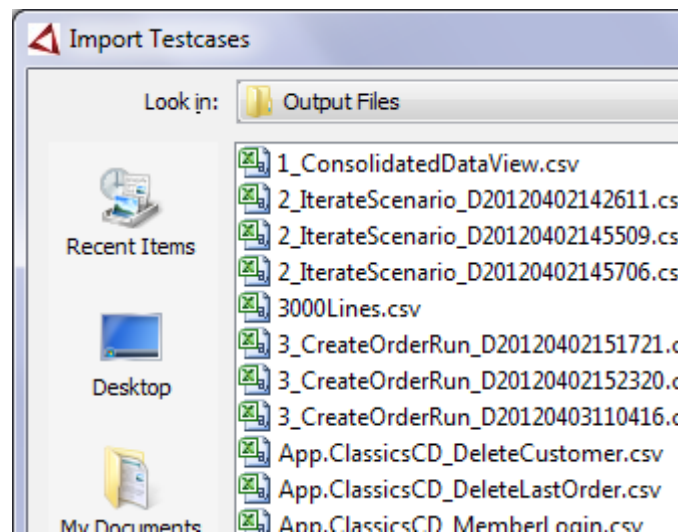 Import Testcases
Look in: Output Files
1_ConsolidatedDataView.csv
2_IterateScenario_D20120402142611.cs
2_IterateScenario_D20120402145509.cs
2_IterateScenario_D20120402145706.cs
3000Lines.csv
3_CreateOrderRun_D20120402151721.c
3_CreateOrderRun_D20120402152320.c
3_CreateOrderRun_D20120403110416.c
App.ClassicsCD_DeleteCustomer.csv
App.ClassicsCD_DeleteLastOrder.csv
App.ClassicsCD_MemberLogin.csv
Recent Items
Desktop
My Documents